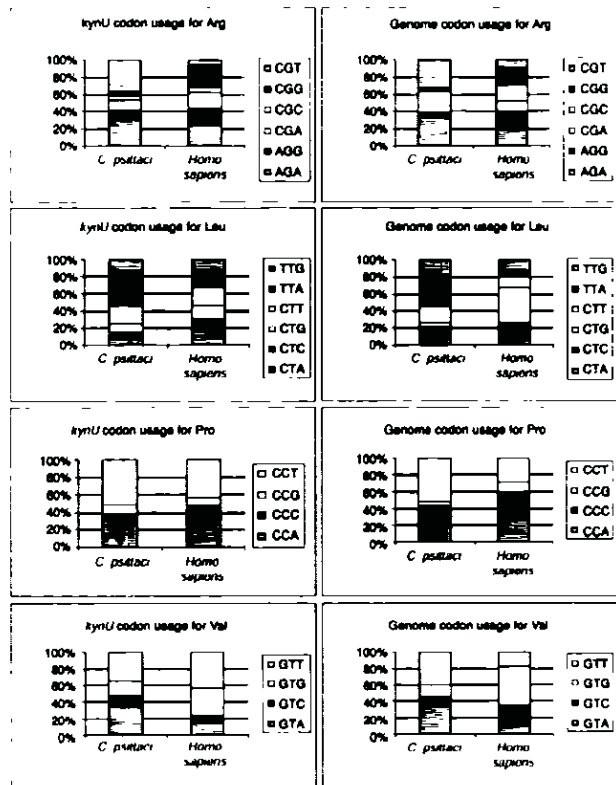 kynU codon usage for Arg
100%
80%
60%
40%
20%
0%
C psittaci
Homo sapiens
CGT
CGG
CGC
CGA
AGG
AGA
Genome codon usage for Arg
100%
80%
60%
40%
20%
0%
C psittaci
Homo sapiens
CGT
CGG
CGC
CGA
AGG
AGA
kynU codon usage for Leu
100%
80%
60%
40%
20%
0%
C psittaci
Homo sapiens
TTG
TTA
CTT
CTG
CTC
CTA
Genome codon usage for Leu
100%
80%
60%
40%
20%
0%
C psittaci
Homo sapiens
TTG
TTA
CTT
CTG
CTC
CTA
kynU codon usage for Pro
100%
80%
60%
40%
20%
0%
C psittaci
Homo sapiens
CCT
CCG
CCC
CCA
Genome codon usage for Pro
100%
80%
60%
40%
20%
0%
C psittaci
Homo sapiens
CCT
CCG
CCC
CCA
kynU codon usage for Val
100%
80%
60%
40%
20%
0%
C psittaci
Homo sapiens
GTT
GTG
GTC
GTA
Genome codon usage for Val
100%
80%
60%
40%
20%
0%
C psittaci
Homo sapiens
GTT
GTG
GTC
GTA